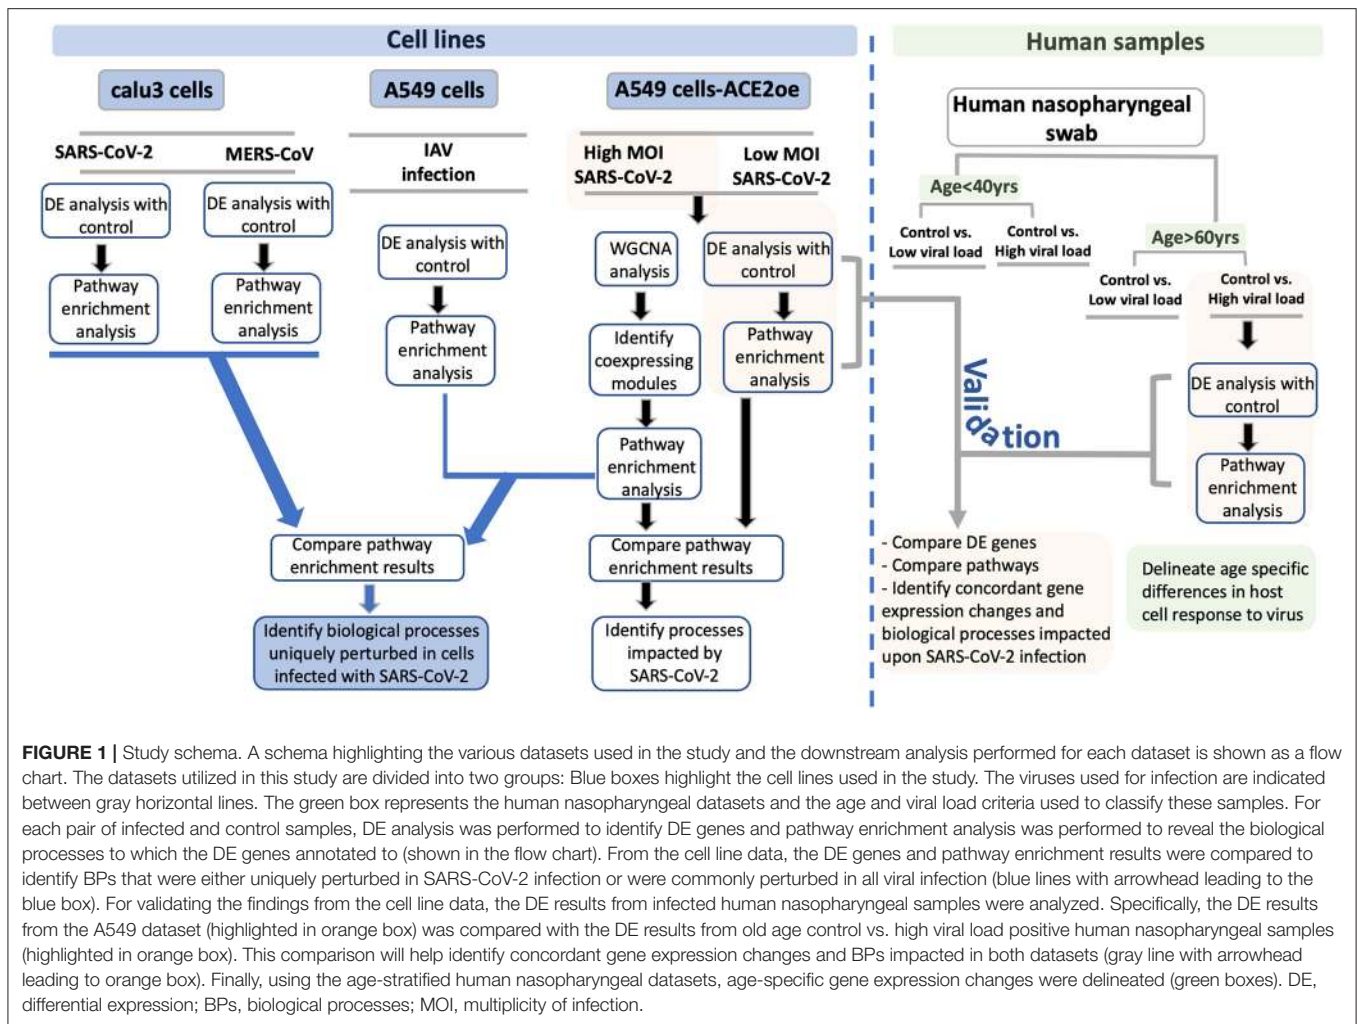 Cell lines
Human samples
calu3 cells
A549 cells
A549 cells-ACE2oe
SARS-CoV-2
MERS-CoV
IAV
infection
High MOI
SARS-CoV-2
Low MOI
SARS-CoV-2
DE analysis with
control
Pathway
enrichment
analysis
DE analysis with
control
Pathway
enrichment
analysis
DE analysis with
control
Pathway
enrichment
analysis
WGCNA
analysis
Identify
coexpressing
modules
Pathway
enrichment
analysis
DE analysis with
control
Pathway
enrichment
analysis
Compare pathway
enrichment results
Identify biological processes
uniquely perturbed in cells
infected with SARS-CoV-2
Compare pathway
enrichment results
Identify processes
impacted by
SARS-CoV-2
Human nasopharyngeal
swab
Age<40yrs
Control vs.
Low viral load
Control vs.
High viral load
Age>60yrs
Control vs.
Low viral load
Control vs.
High viral load
DE analysis with
control
Pathway
enrichment
analysis
Validation
- Compare DE genes
- Compare pathways
- Identify concordant gene
expression changes and
biological processes impacted
upon SARS-CoV-2 infection
Delineate age specific
differences in host
cell response to virus
FIGURE 1 | Study schema. A schema highlighting the various datasets used in the study and the downstream analysis performed for each dataset is shown as a flow
chart. The datasets utilized in this study are divided into two groups: Blue boxes highlight the cell lines used in the study. The viruses used for infection are indicated
between gray horizontal lines. The green box represents the human nasopharyngeal datasets and the age and viral load criteria used to classify these samples. For
each pair of infected and control samples, DE analysis was performed to identify DE genes and pathway enrichment analysis was performed to reveal the biological
processes to which the DE genes annotated to (shown in the flow chart). From the cell line data, the DE genes and pathway enrichment results were compared to
identify BPs that were either uniquely perturbed in SARS-CoV-2 infection or were commonly perturbed in all viral infection (blue lines with arrowhead leading to the
blue box). For validating the findings from the cell line data, the DE results from infected human nasopharyngeal samples were analyzed. Specifically, the DE results
from the A549 dataset (highlighted in orange box) was compared with the DE results from old age control vs. high viral load positive human nasopharyngeal samples
(highlighted in orange box). This comparison will help identify concordant gene expression changes and BPs impacted in both datasets (gray line with arrowhead
leading to orange box). Finally, using the age-stratified human nasopharyngeal datasets, age-specific gene expression changes were delineated (green boxes). DE,
differential expression; BPs, biological processes; MOI, multiplicity of infection.